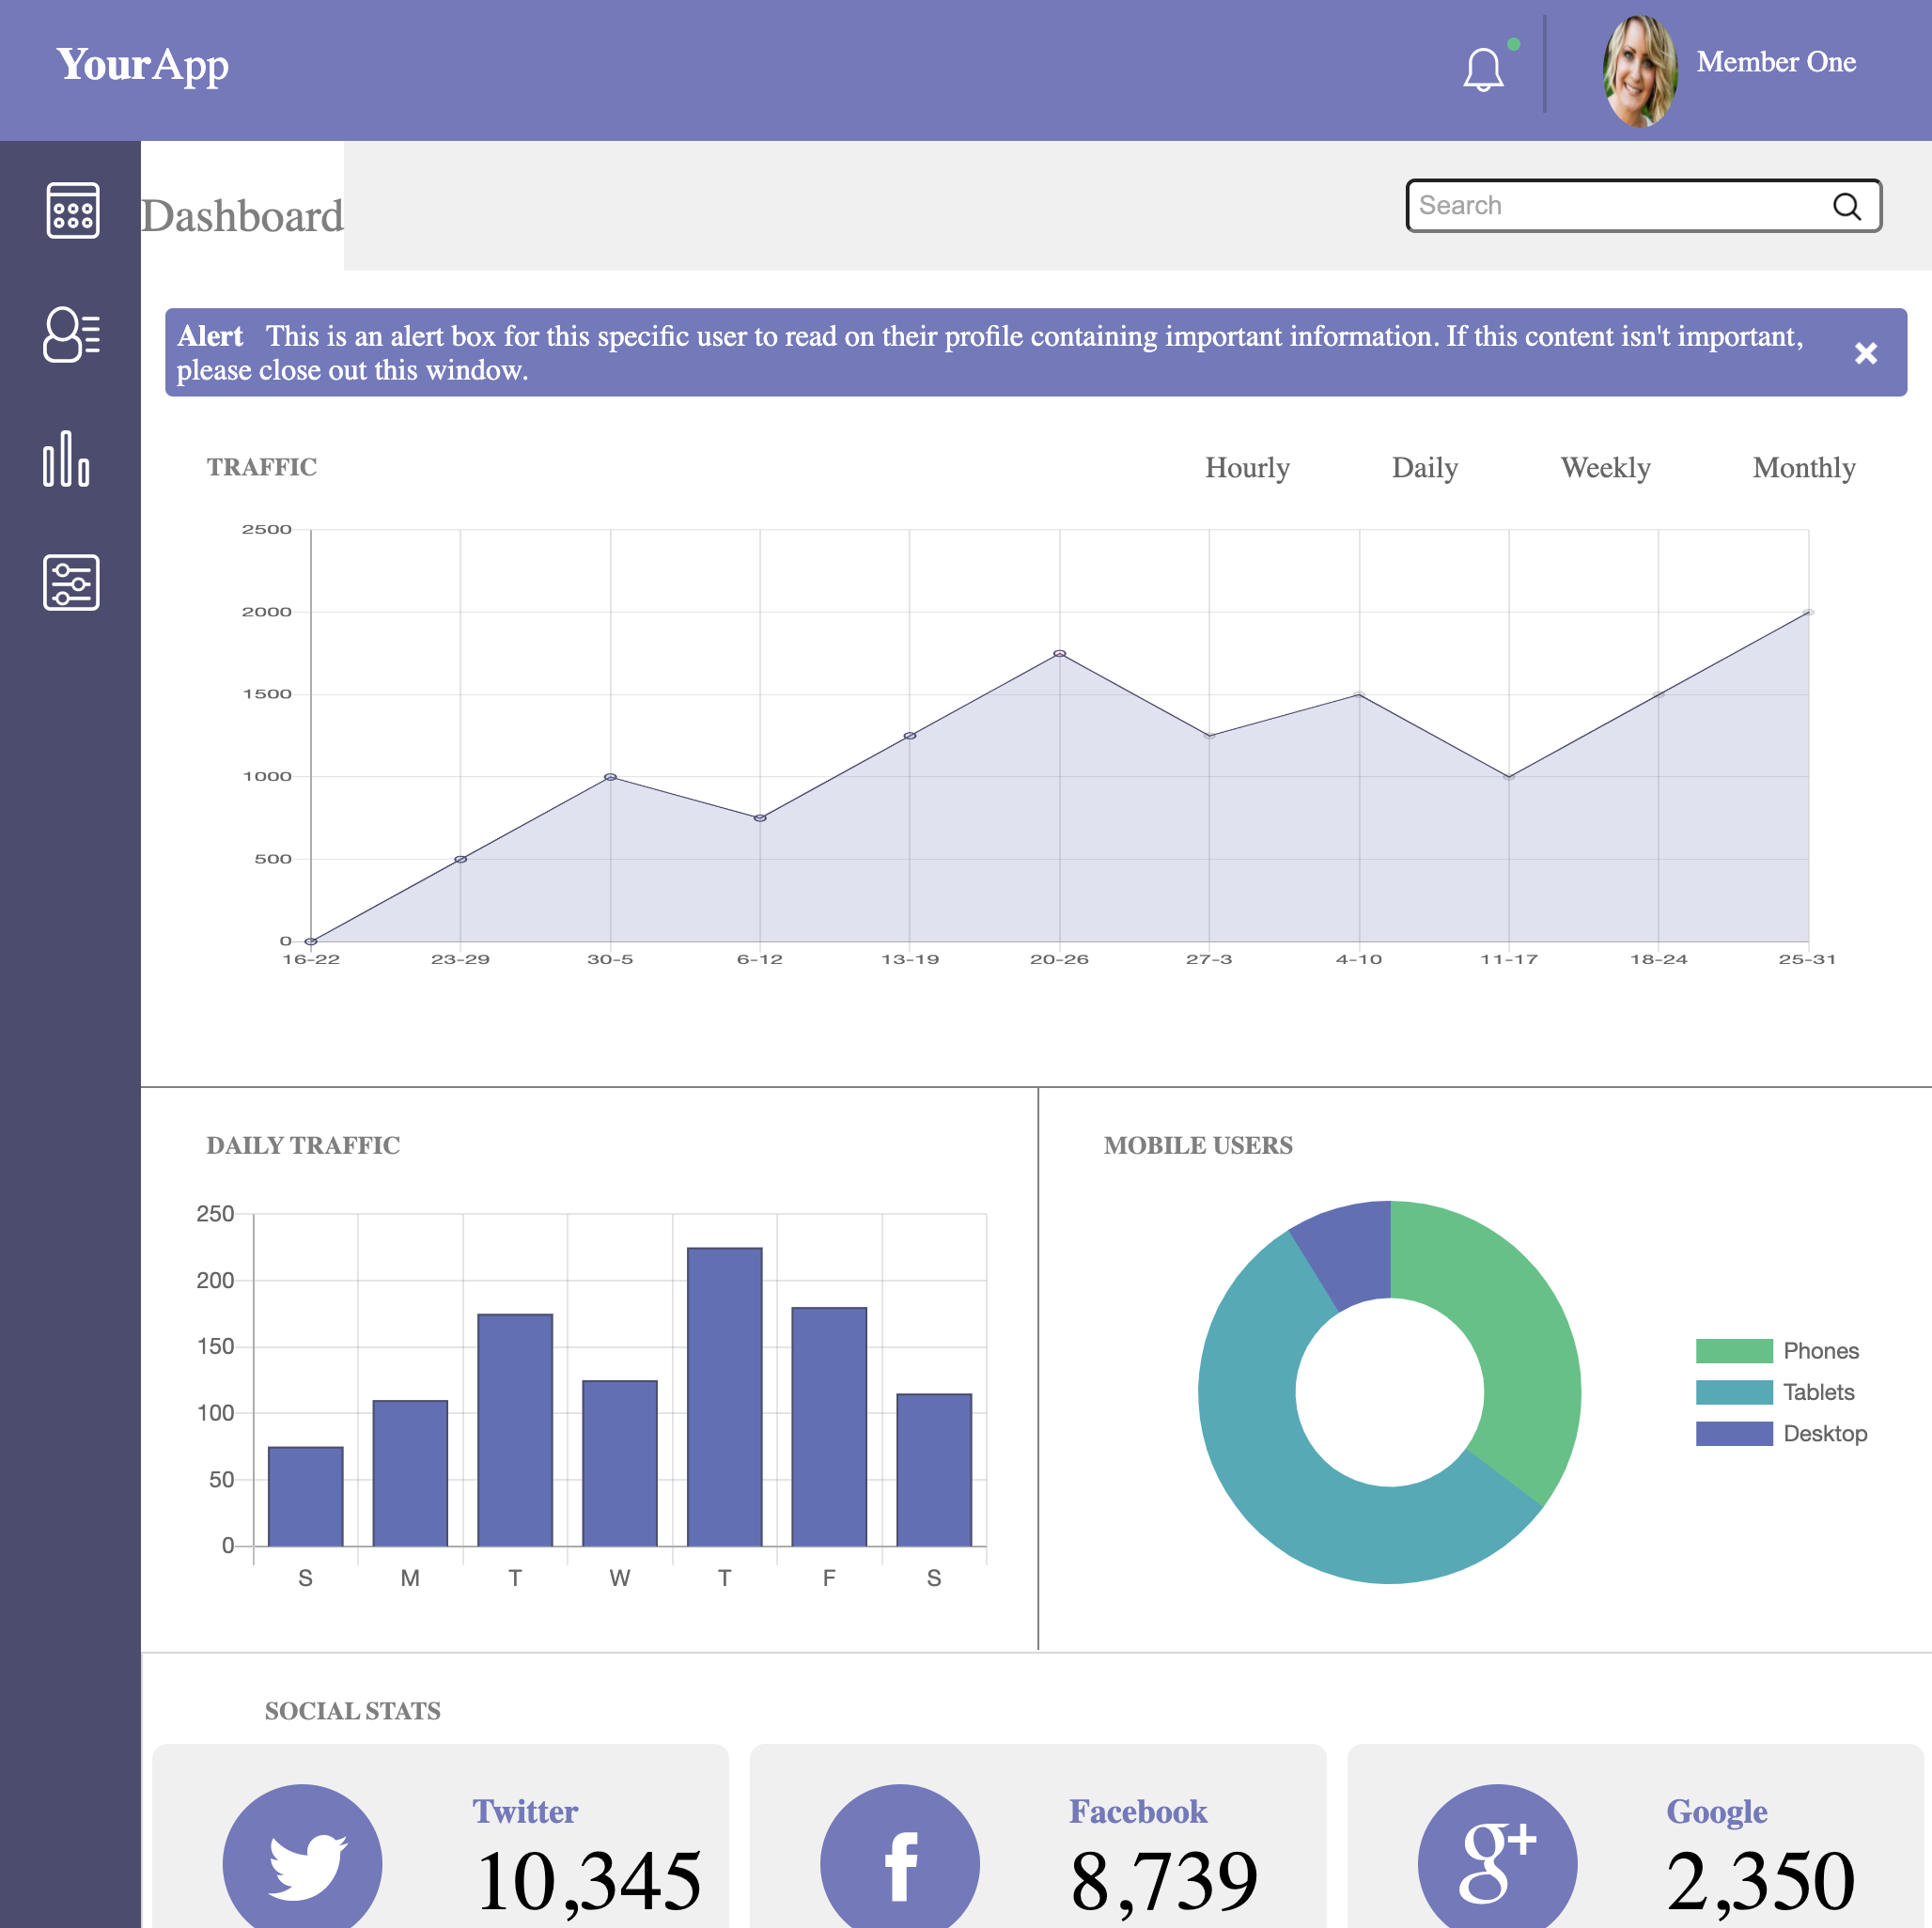 YourApp
Member One
Dashboard
Search
Alert This is an alert box for this specific user to read on their profile containing important information. If this content isn't important,
please close out this window.
TRAFFIC
Hourly Daily Weekly Monthly
2500
2000
1500
1000
500
0
16-22 23-29 30-5 6-12 13-19 20-26 27-3 4-10 11-17 18-24 25-31
DAILY TRAFFIC
250
200
150
100
50
0
S M T W T F S
MOBILE USERS
Phones
Tablets
Desktop
SOCIAL STATS
Twitter
10,345
Facebook
8,739
g+
Google
2,350